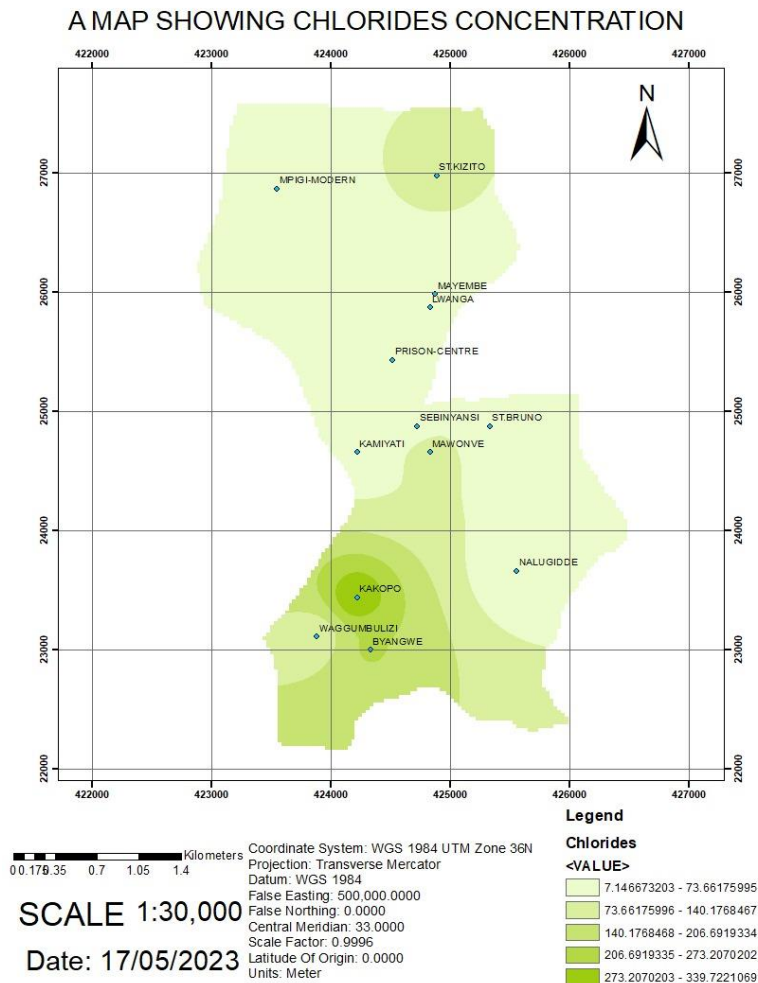 A MAP SHOWING CHLORIDES CONCENTRATION
422000 423000 424000 425000 426000 427000
N
27000 27000
ST.KIZITO
MPIGI-MODERN
26000 26000
MAYEMBE
LWANGA
PRISON-CENTRE
25000 25000
SEBINYANSI ST.BRUNO
KAMIYATI MAWONVE
24000 24000
NALUGIDDE
KAKOPO
WAGGUMBULIZI
BYANGWE
23000 23000
22000 22000
422000 423000 424000 425000 426000 427000
Kilometers
0 0.175 0.35 0.7 1.05 1.4
SCALE 1:30,000
Date: 17/05/2023
Coordinate System: WGS 1984 UTM Zone 36N
Projection: Transverse Mercator
Datum: WGS 1984
False Easting: 500,000.0000
False Northing: 0.0000
Central Meridian: 33.0000
Scale Factor: 0.9996
Latitude Of Origin: 0.0000
Units: Meter
Legend
Chlorides
<VALUE>
7.146673203 - 73.66175995
73.66175996 - 140.1768467
140.1768468 - 206.6919334
206.6919335 - 273.2070202
273.2070203 - 339.7221069